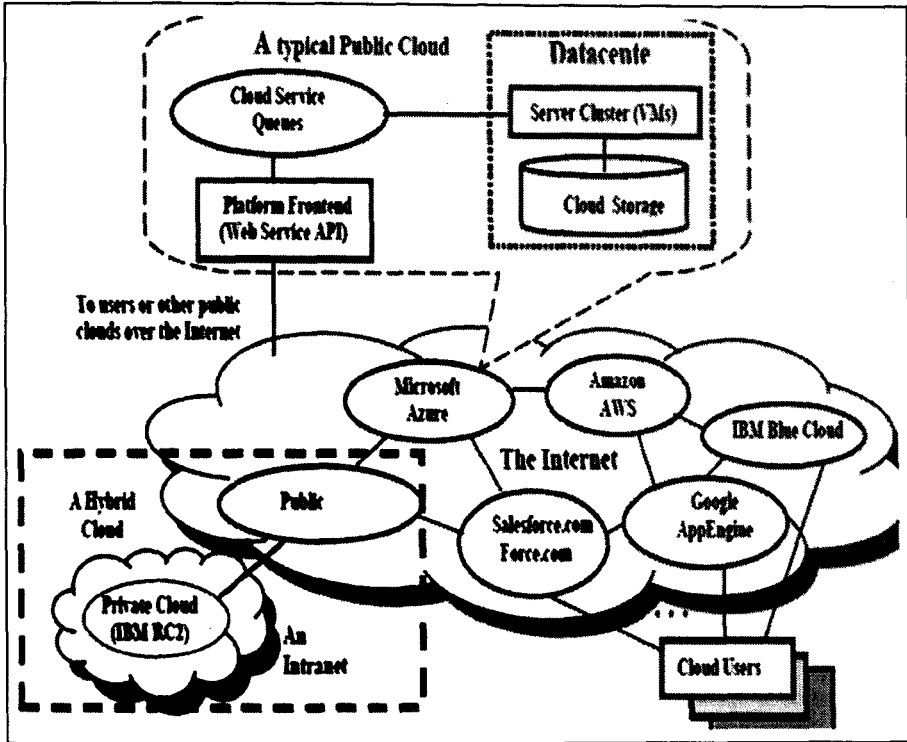 A typical Public Cloud
Datacente
Cloud Service
Queues
Server Cluster (VMs)
Platform Frontend
(Web Service API)
Cloud Storage
To users or other public
clouds over the Internet
Microsoft
Azure
Amazon
AWS
IBM Blue Cloud
The Internet
A Hybrid
Cloud
Public
Salesforce.com
Force.com
Google
AppEngine
Private Cloud
(IBM RC2)
An
Intranet
...
Cloud Users